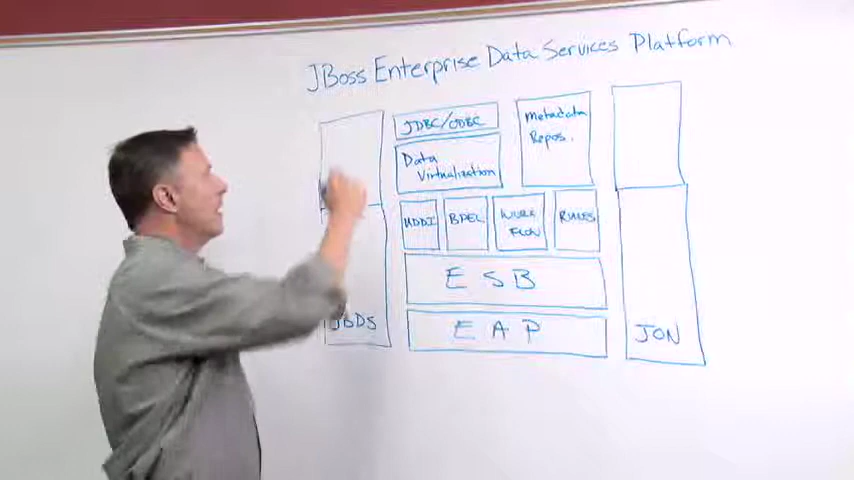 JBoss Enterprise Data Services Platform
JDBC/ODBC
Metadata
Repos.
Data
Virtualization
UDDI
BPEL
WORK
FLOW
RULES
E S B
JBDS
E A P
JON